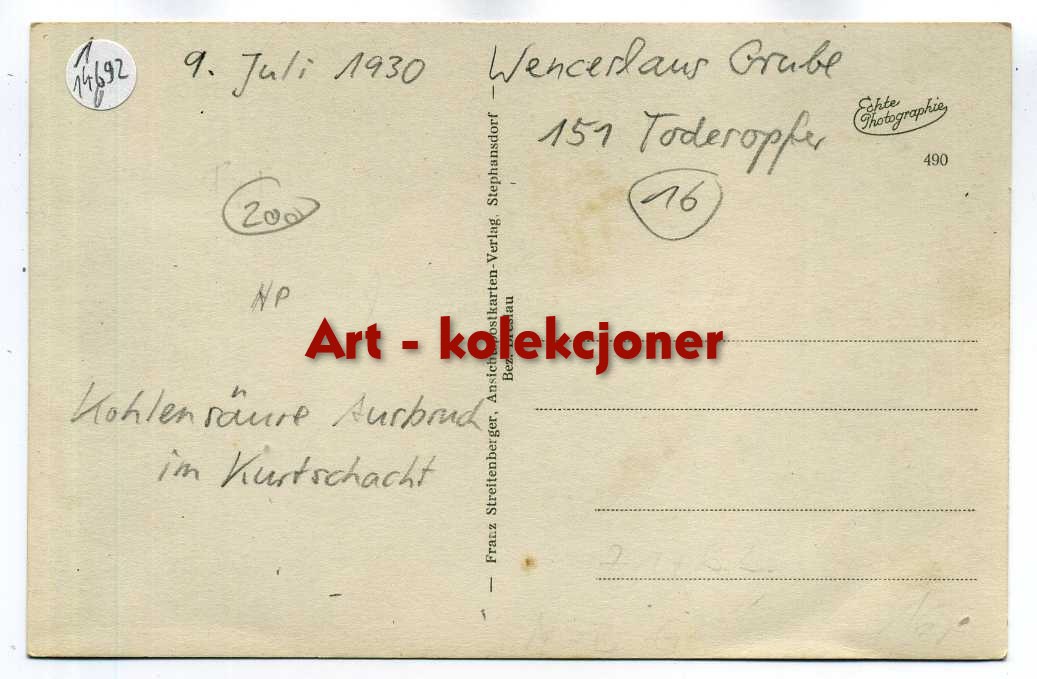 1
14692
9. Juli 1930
Wenceslaus Grube
151 Todesopfer
Echte
Photographie
490
200
16
HP
Art - kolekcjoner
Kohlensäure Ausbruch
im Kurtschacht
— Franz Streitenberger, Ansichtspostkarten-Verlag, Stephansdorf —
Bez. Breslau